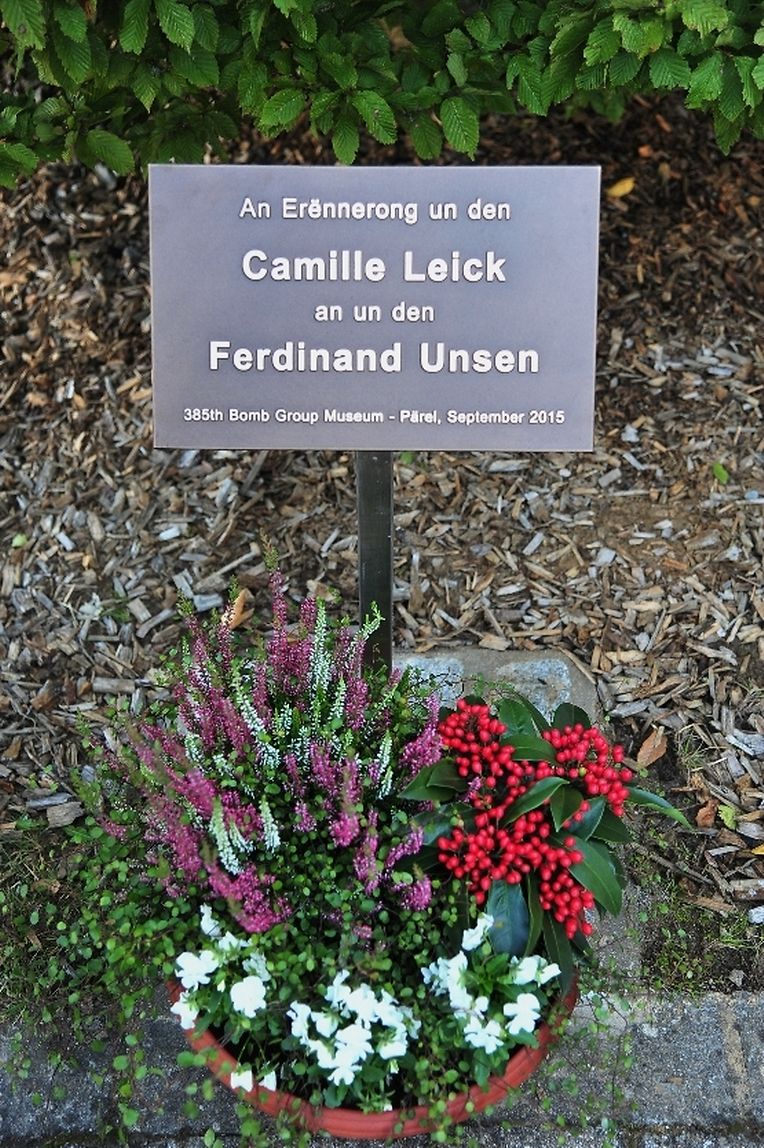 An Erënnerong un den
Camille Leick
an un den
Ferdinand Unsen
385th Bomb Group Museum - Pärel, September 2015